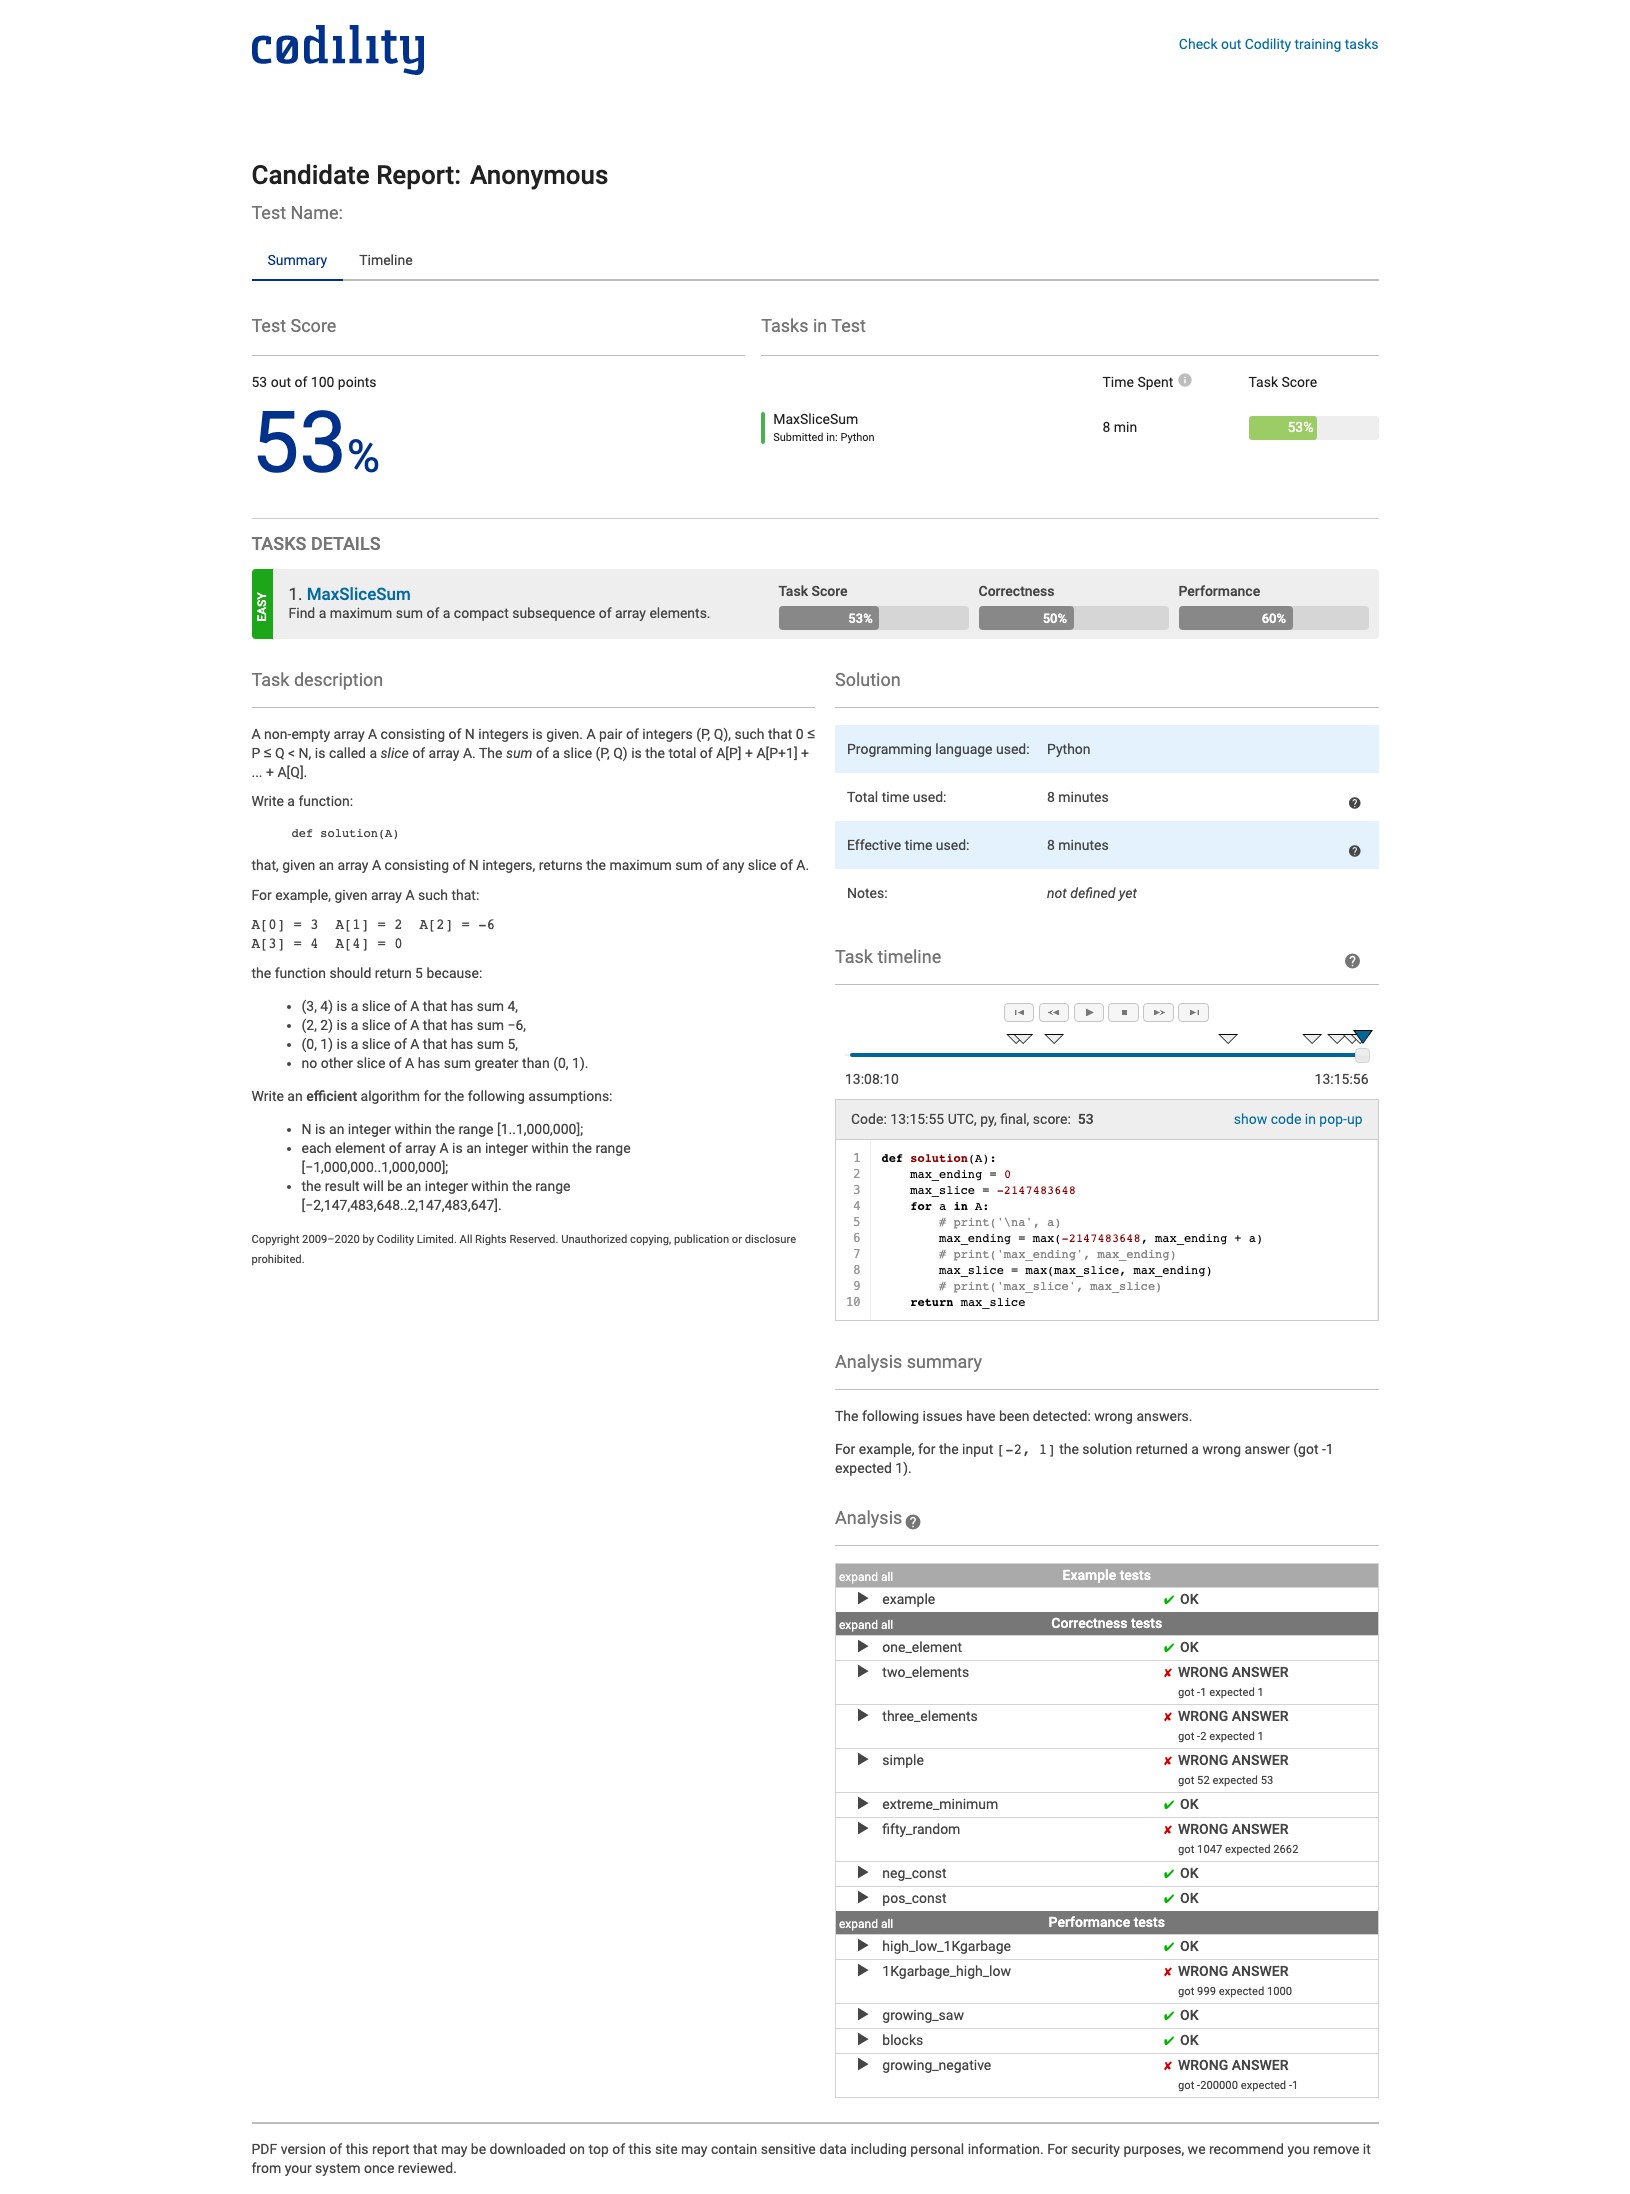 codility
Check out Codility training tasks
Candidate Report: Anonymous
Test Name:
Summary Timeline
Test Score
53 out of 100 points
53%
Tasks in Test
Time Spent Task Score
MaxSliceSum
Submitted in: Python
8 min
53%
TASKS DETAILS
EASY
1. MaxSliceSum
Find a maximum sum of a compact subsequence of array elements.
Task Score
53%
Correctness
50%
Performance
60%
Task description
A non-empty array A consisting of N integers is given. A pair of integers (P, Q), such that 0 ≤
P ≤ Q < N, is called a slice of array A. The sum of a slice (P, Q) is the total of A[P] + A[P+1] +
... + A[Q].
Write a function:
def solution(A)
that, given an array A consisting of N integers, returns the maximum sum of any slice of A.
For example, given array A such that:
A[0] = 3 A[1] = 2 A[2] = -6
A[3] = 4 A[4] = 0
the function should return 5 because:
• (3, 4) is a slice of A that has sum 4,
• (2, 2) is a slice of A that has sum −6,
• (0, 1) is a slice of A that has sum 5,
• no other slice of A has sum greater than (0, 1).
Write an efficient algorithm for the following assumptions:
• N is an integer within the range [1..1,000,000];
• each element of array A is an integer within the range
[−1,000,000..1,000,000];
• the result will be an integer within the range
[−2,147,483,648..2,147,483,647].
Copyright 2009–2020 by Codility Limited. All Rights Reserved. Unauthorized copying, publication or disclosure
prohibited.
Solution
Programming language used: Python
Total time used: 8 minutes
Effective time used: 8 minutes
Notes: not defined yet
Task timeline
13:08:10 13:15:56
Code: 13:15:55 UTC, py, final, score: 53
show code in pop-up
1 def solution(A):
2 max_ending = 0
3 max_slice = -2147483648
4 for a in A:
5 # print('\na', a)
6 max_ending = max(-2147483648, max_ending + a)
7 # print('max_ending', max_ending)
8 max_slice = max(max_slice, max_ending)
9 # print('max_slice', max_slice)
10 return max_slice
Analysis summary
The following issues have been detected: wrong answers.
For example, for the input [-2, 1] the solution returned a wrong answer (got -1
expected 1).
Analysis
expand all Example tests
example ✔ OK
expand all Correctness tests
one_element ✔ OK
two_elements ✘ WRONG ANSWER
got -1 expected 1
three_elements ✘ WRONG ANSWER
got -2 expected 1
simple ✘ WRONG ANSWER
got 52 expected 53
extreme_minimum ✔ OK
fifty_random ✘ WRONG ANSWER
got 1047 expected 2662
neg_const ✔ OK
pos_const ✔ OK
expand all Performance tests
high_low_1Kgarbage ✔ OK
1Kgarbage_high_low ✘ WRONG ANSWER
got 999 expected 1000
growing_saw ✔ OK
blocks ✔ OK
growing_negative ✘ WRONG ANSWER
got -200000 expected -1
PDF version of this report that may be downloaded on top of this site may contain sensitive data including personal information. For security purposes, we recommend you remove it
from your system once reviewed.